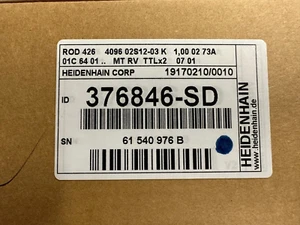 ROD 426 4096 02S12-03 K 1,00 02 73A
01C 64 01 .. MT RV TTLx2 07 01
HEIDENHAIN CORP 19170210/0010
ID 376846-SD
SN 61 540 976 B
HEIDENHAIN
www.heidenhain.de